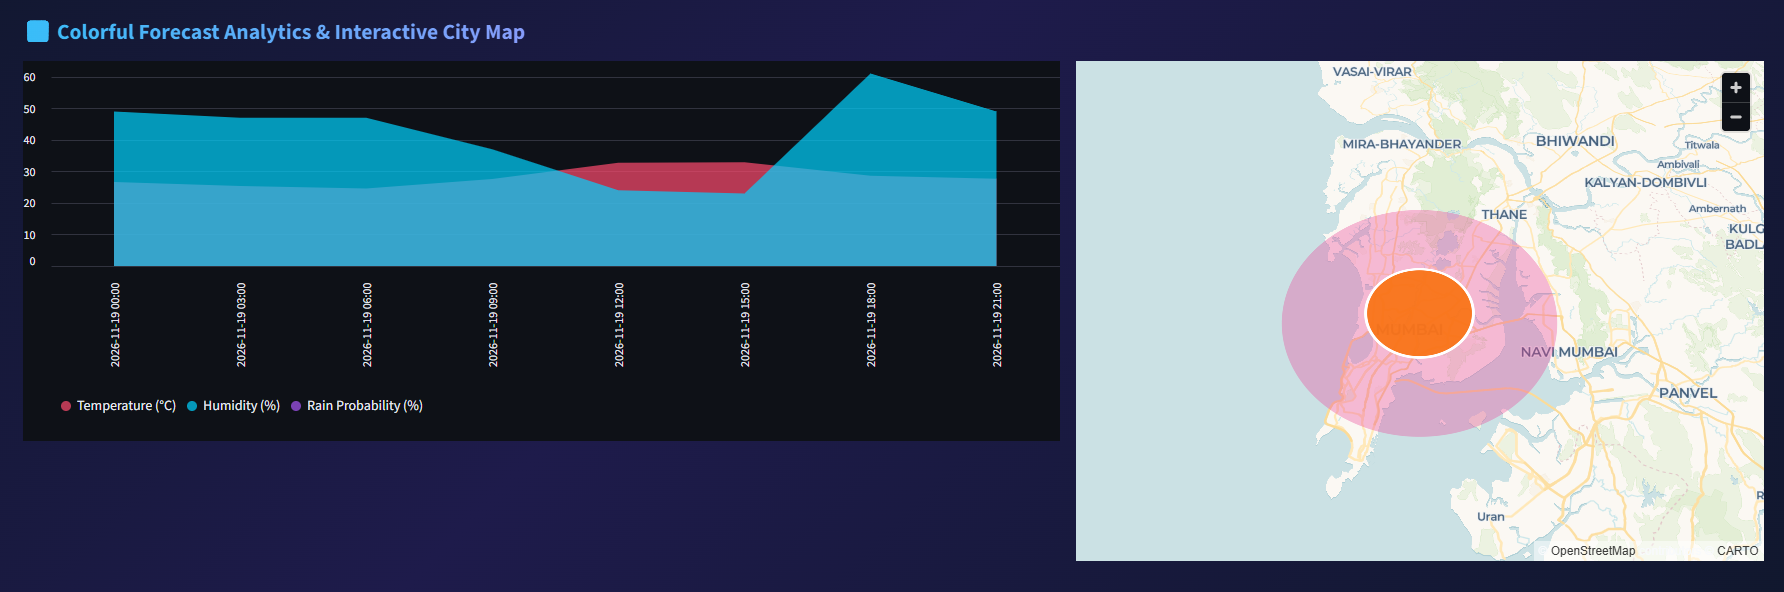 Colorful Forecast Analytics & Interactive City Map
60
50
40
30
20
10
0
2026-11-19 00:00
2026-11-19 03:00
2026-11-19 06:00
2026-11-19 09:00
2026-11-19 12:00
2026-11-19 15:00
2026-11-19 18:00
2026-11-19 21:00
Temperature (°C) Humidity (%) Rain Probability (%)
VASAI-VIRAR
+
−
MIRA-BHAYANDER
BHIWANDI
Titwala
Ambivali
KALYAN-DOMBIVLI
Ambernath
THANE
KULG
BADLA
MUMBAI
NAVI MUMBAI
PANVEL
R
Uran
OpenStreetMap CARTO